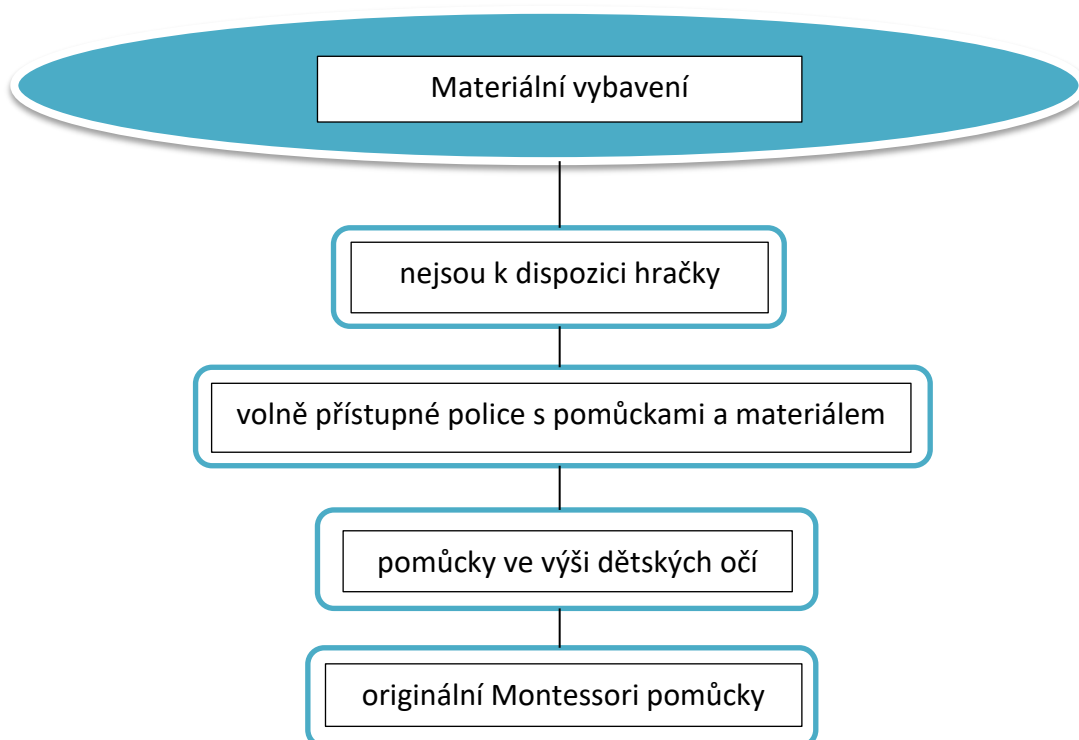 Materiální vybavení
nejsou k dispozici hračky
volně přístupné police s pomůckami a materiálem
pomůcky ve výši dětských očí
originální Montessori pomůcky